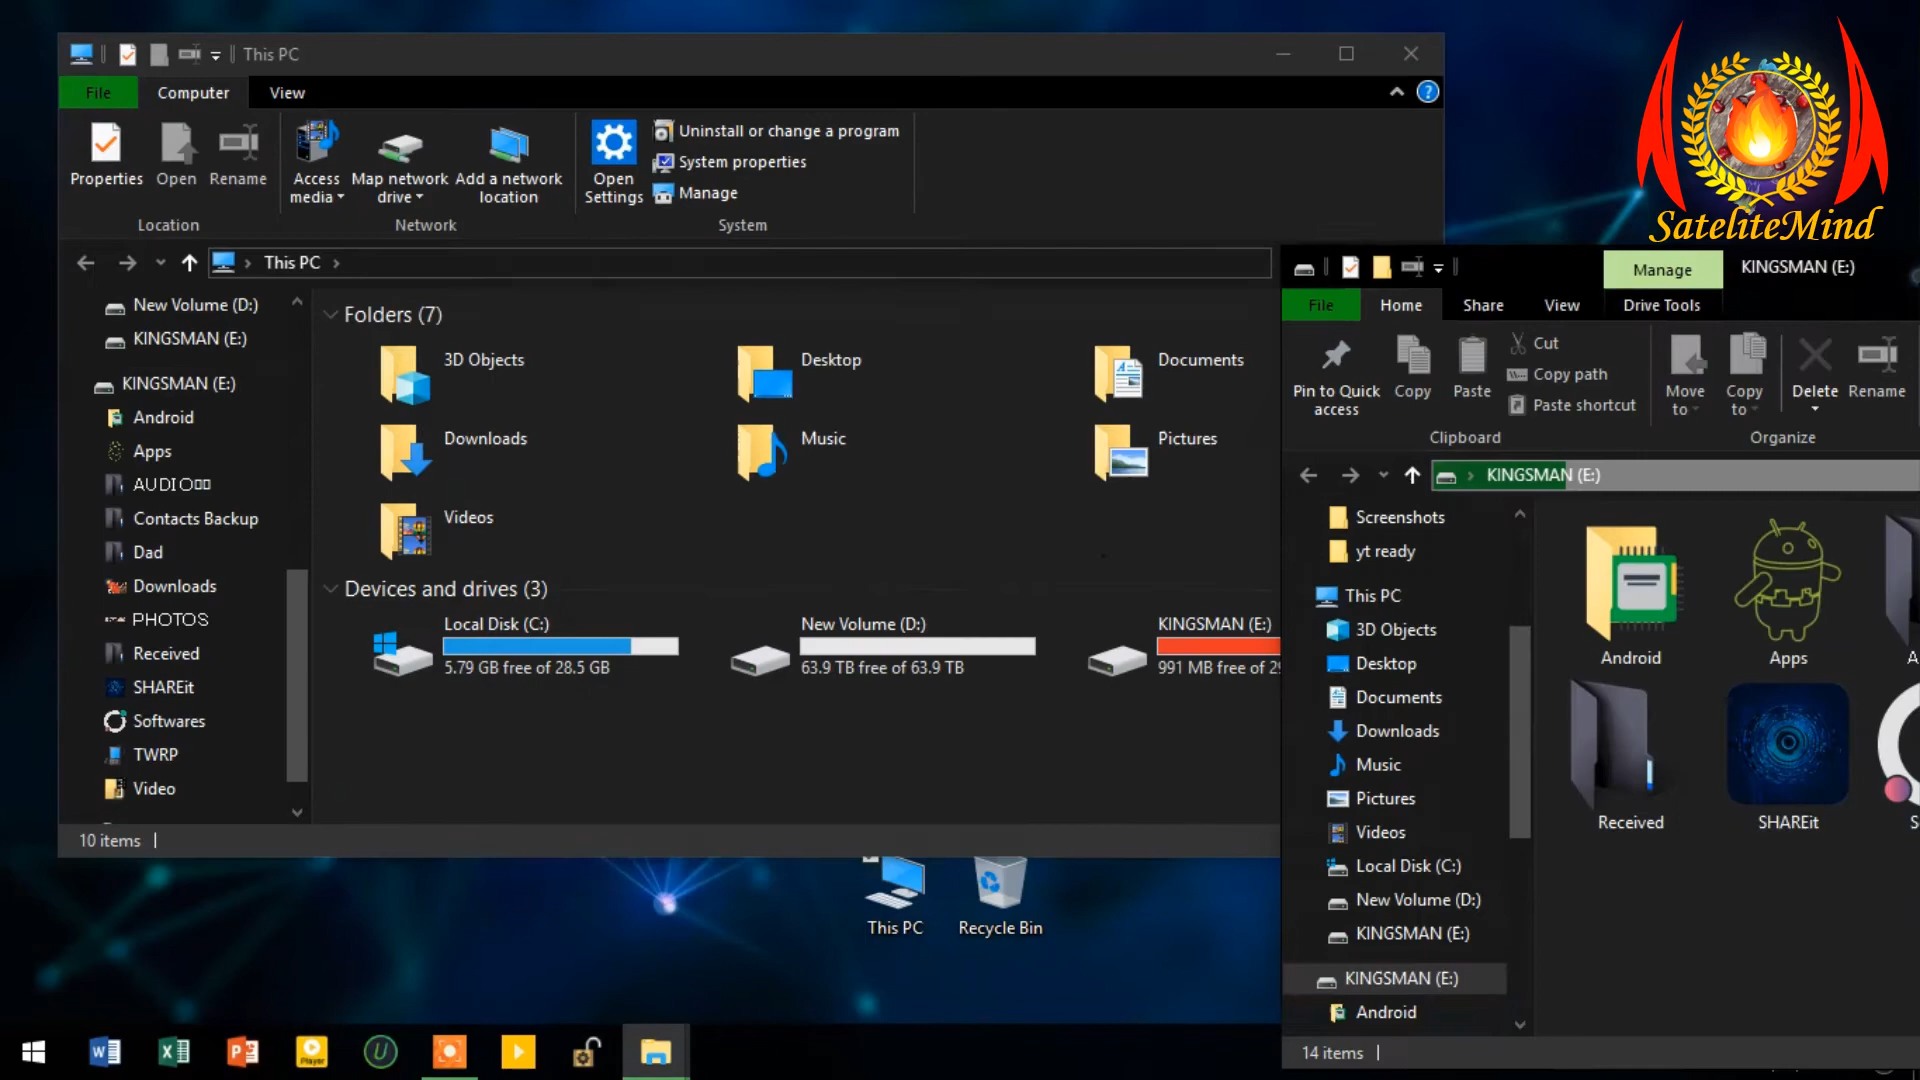 This PC
File Computer View
Properties Open Rename
Access media
Map network drive
Add a network location
Open Settings
Uninstall or change a program
System properties
Manage
Location Network System
This PC
New Volume (D:)
KINGSMAN (E:)
KINGSMAN (E:)
Android
Apps
AUDIO
Contacts Backup
Dad
Downloads
PHOTOS
Received
SHAREit
Softwares
TWRP
Video
Folders (7)
3D Objects
Desktop
Documents
Downloads
Music
Pictures
Videos
Devices and drives (3)
Local Disk (C:)
5.79 GB free of 28.5 GB
New Volume (D:)
63.9 TB free of 63.9 TB
KINGSMAN (E:)
991 MB free of
10 items
SateliteMind
Manage KINGSMAN (E:)
File Home Share View Drive Tools
Pin to Quick access
Copy
Paste
Cut
Copy path
Paste shortcut
Move to
Copy to
Delete
Rename
Clipboard Organize
KINGSMAN (E:)
Screenshots
yt ready
This PC
3D Objects
Desktop
Documents
Downloads
Music
Pictures
Videos
Local Disk (C:)
New Volume (D:)
KINGSMAN (E:)
KINGSMAN (E:)
Android
Android
Apps
Received
SHAREit
14 items
This PC
Recycle Bin
Player